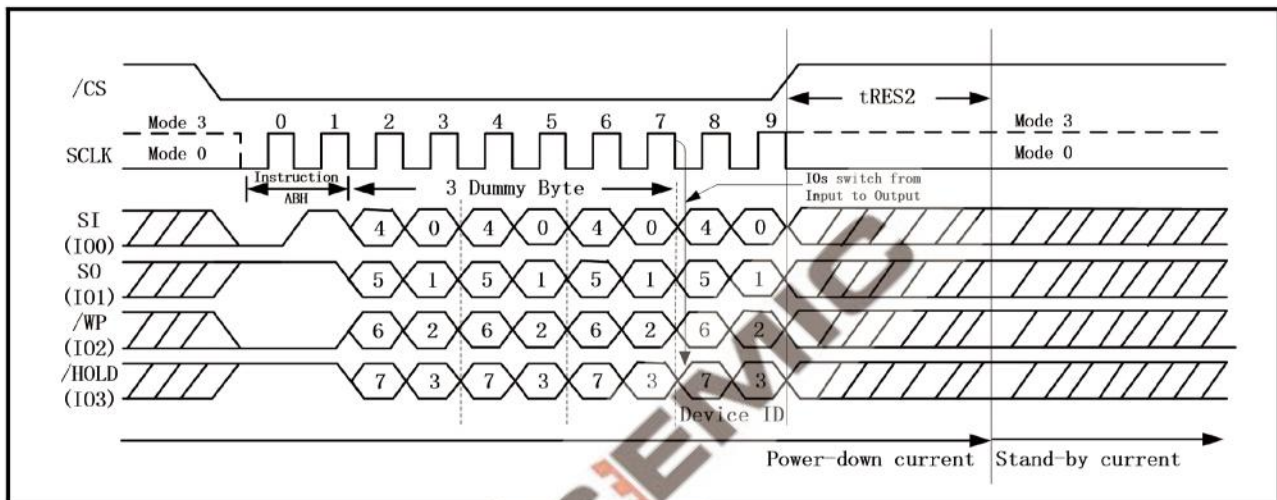 /CS
tRES2
Mode 3
0 1 2 3 4 5 6 7 8 9
Mode 3
SCLK
Mode 0
Mode 0
Instruction
ABH
3 Dummy Byte
IOs switch from
Input to Output
SI
(IO0)
4 0 4 0 4 0 4 0
SO
(IO1)
5 1 5 1 5 1 5 1
/WP
(IO2)
6 2 6 2 6 2 6 2
/HOLD
(IO3)
7 3 7 3 7 3 7 3
Device ID
Power-down current
Stand-by current